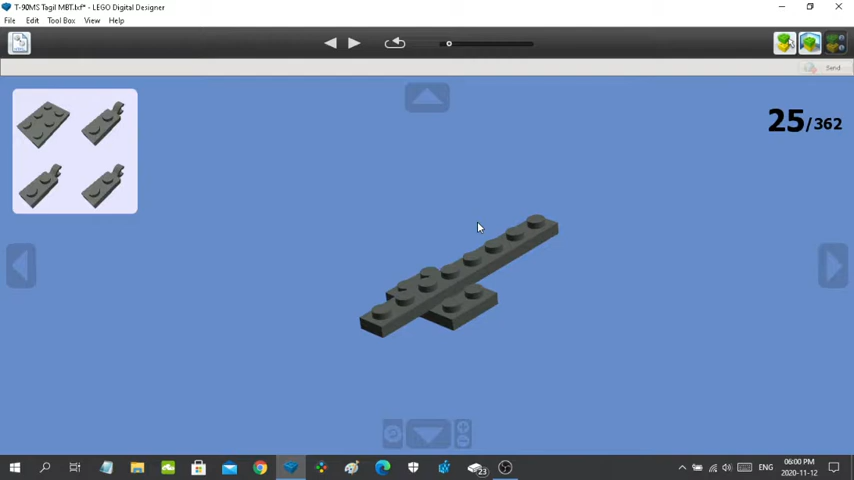 T-90MS Tagil MBT.lxf* - LEGO Digital Designer
File Edit Tool Box View Help
Send
25/362
23
ENG
06:00 PM
2020-11-12